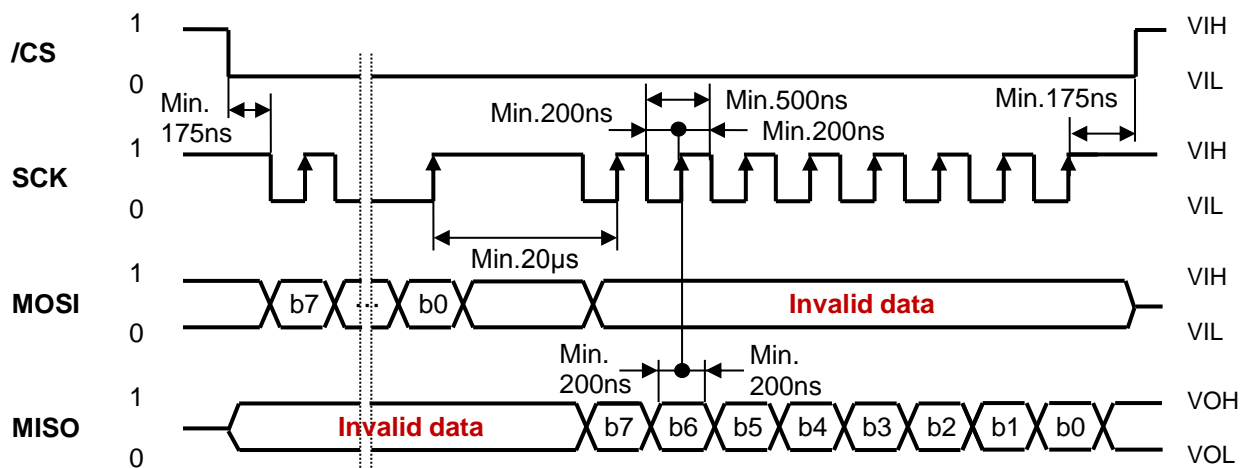 /CS
1
0
VIH
VIL
Min.
175ns
Min.200ns
Min.500ns
Min.200ns
Min.175ns
SCK
1
0
VIH
VIL
Min.20µs
MOSI
1
0
b7
...
b0
Invalid data
VIH
VIL
Min.
200ns
Min.
200ns
MISO
1
0
Invalid data
b7
b6
b5
b4
b3
b2
b1
b0
VOH
VOL